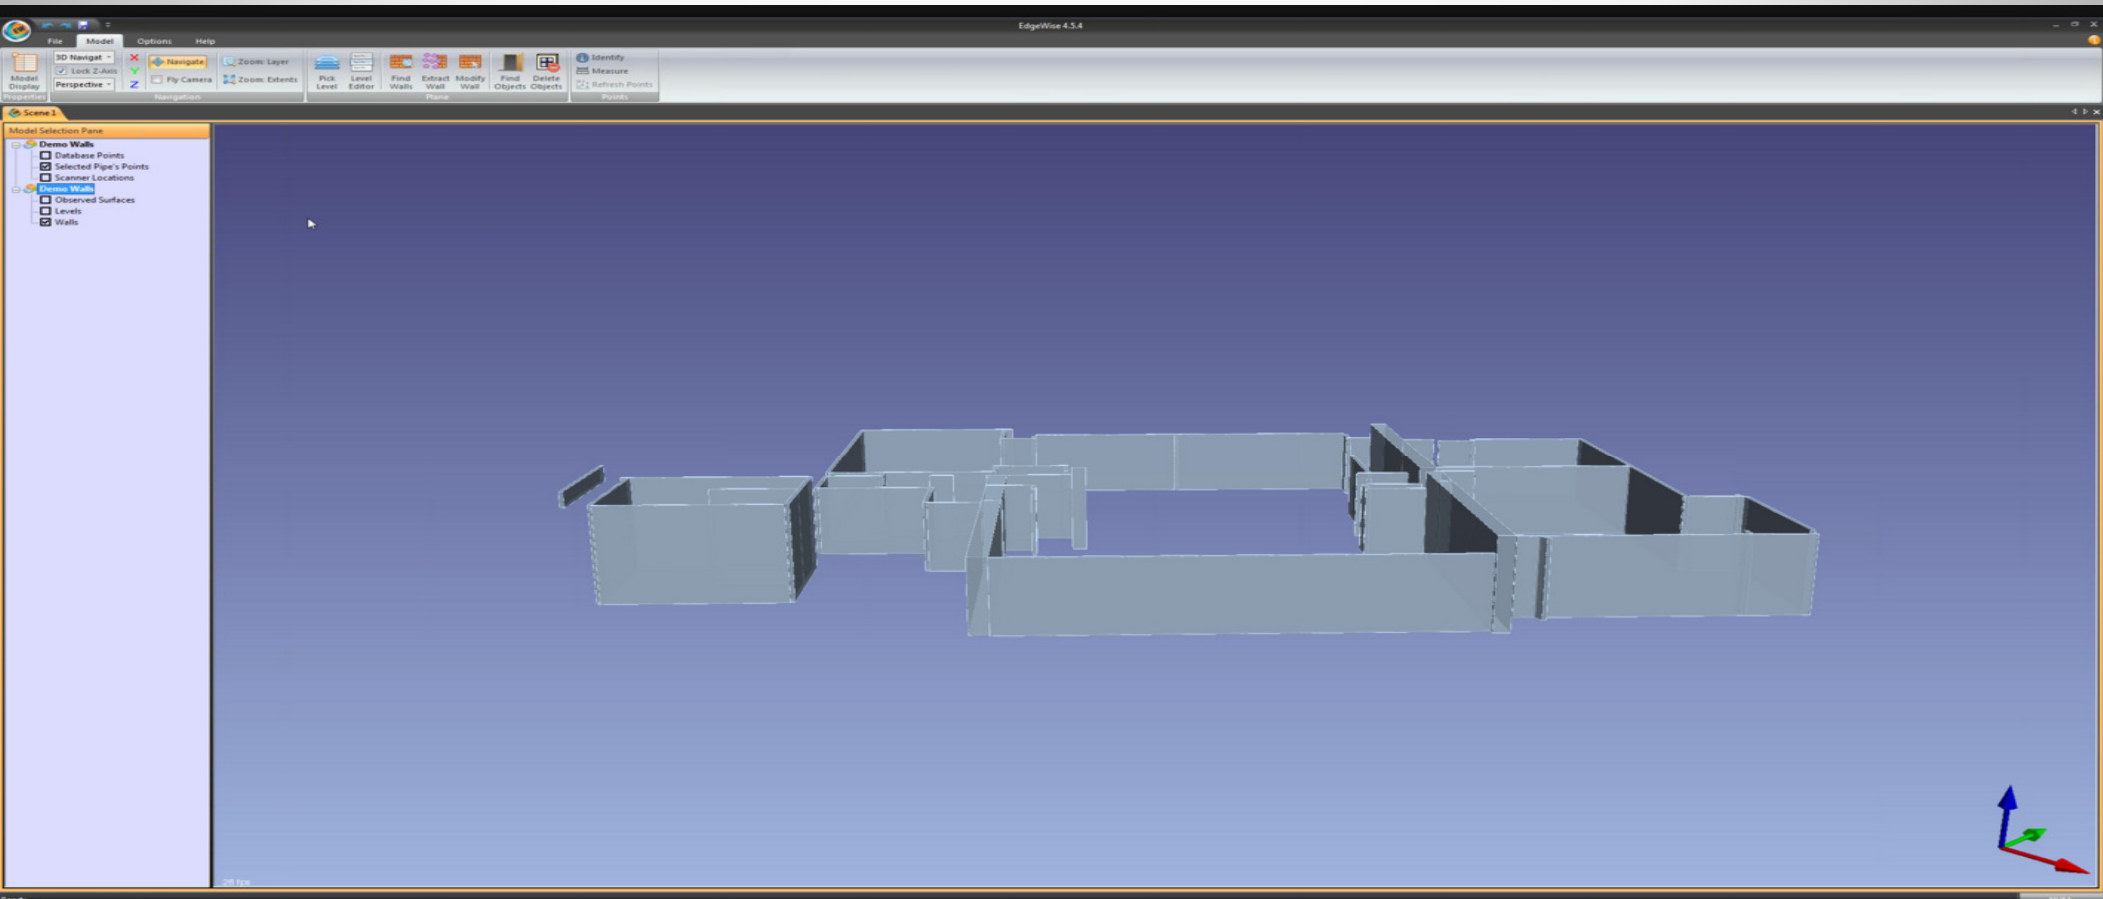 EdgeWise 4.5.4
File Model Options Help
3D Navigat
Lock Z-Axis
Perspective
X
Y
Z
Navigate
Fly Camera
Zoom: Layer
Zoom: Extents
Model Display
Pick Level
Level Editor
Find Walls
Extract Wall
Modify Wall
Find Objects
Delete Objects
Identify
Measure
Refresh Points
Properties Navigation Plane Points
Scene1
Model Selection Pane
Demo Walls
Database Points
Selected Pipe's Points
Scanner Locations
Demo Walls
Observed Surfaces
Levels
Walls